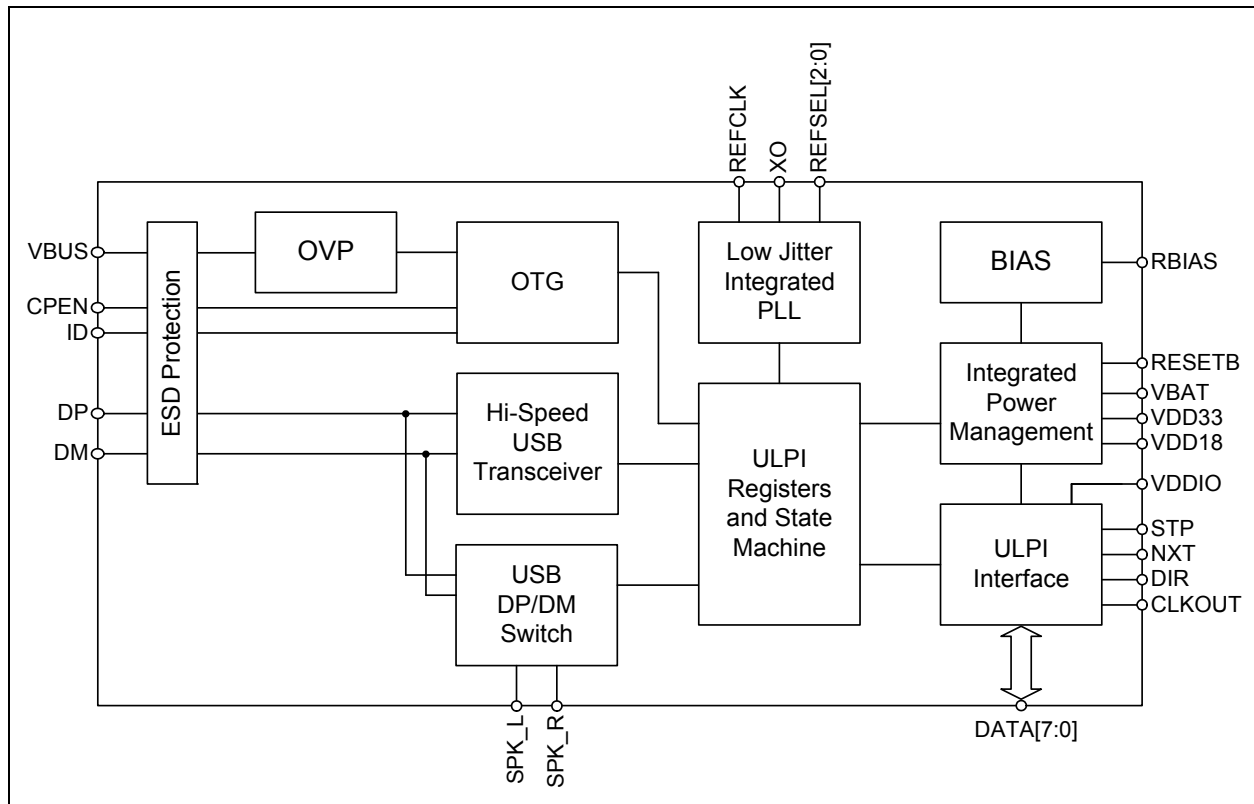 REFCLK
XO
REFSEL[2:0]
VBUS
CPEN
ID
DP
DM
ESD Protection
OVP
OTG
Hi-Speed
USB
Transceiver
USB
DP/DM
Switch
SPK_L
SPK_R
Low Jitter
Integrated
PLL
ULPI
Registers
and State
Machine
BIAS
Integrated
Power
Management
ULPI
Interface
RBIAS
RESETB
VBAT
VDD33
VDD18
VDDIO
STP
NXT
DIR
CLKOUT
DATA[7:0]